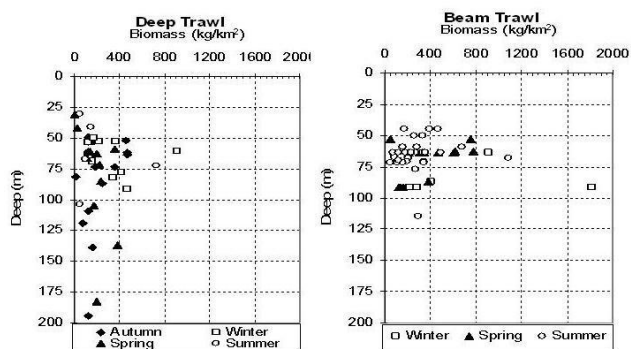 Deep Trawl
Biomass (kg/km²)
0 400 800 1200 1600 2000
0
25
50
75
100
125
150
175
200
Deep (m)
Autumn Winter
Spring Summer
Beam Trawl
Biomass (kg/km²)
0 400 800 1200 1600 2000
0
25
50
75
100
125
150
175
200
Deep (m)
Winter Spring Summer